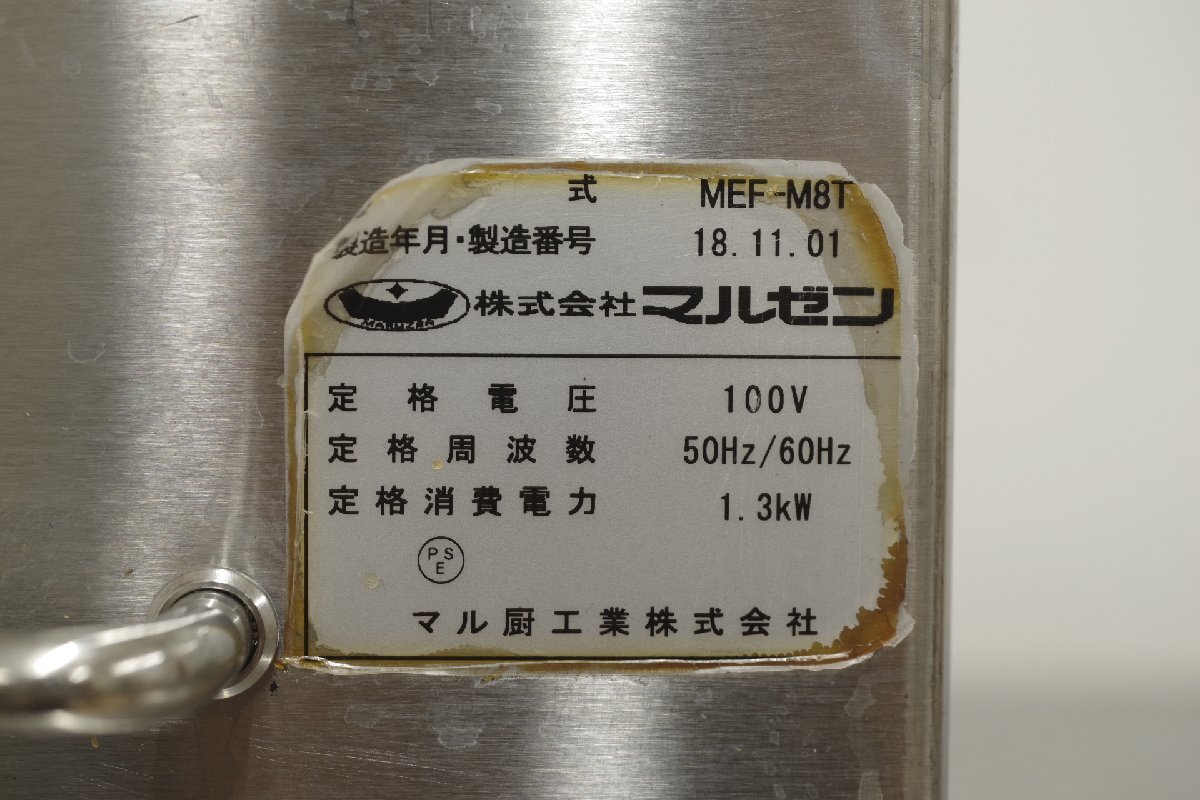 式 MEF-M8T
製造年月・製造番号 18.11.01
MARUZEN 株式会社マルゼン
定格電圧 100V
定格周波数 50Hz/60Hz
定格消費電力 1.3kW
PSE
マル厨工業株式会社